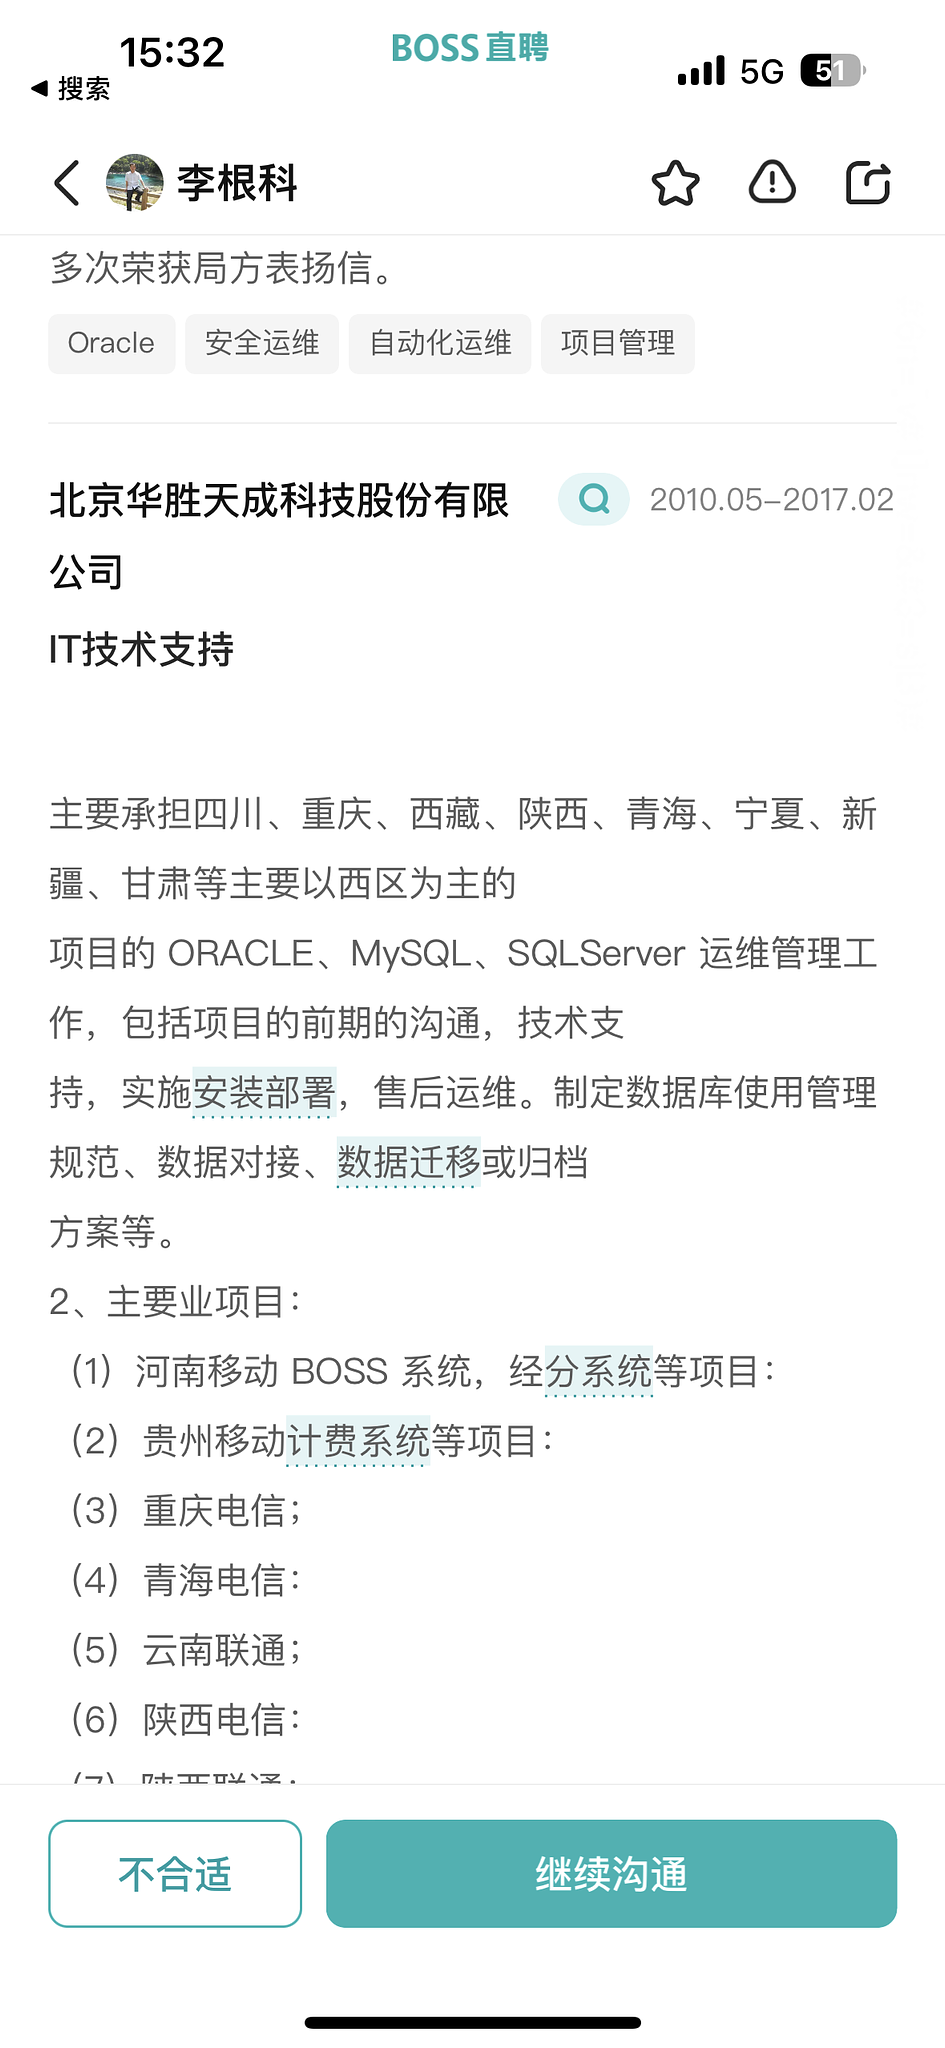 15:32
BOSS直聘
5G
51
◀ 搜索
李根科
多次荣获局方表扬信。
Oracle
安全运维
自动化运维
项目管理
北京华胜天成科技股份有限
公司
2010.05-2017.02
IT技术支持
主要承担四川、重庆、西藏、陕西、青海、宁夏、新
疆、甘肃等主要以西区为主的
项目的 ORACLE、MySQL、SQLServer 运维管理工
作，包括项目的前期的沟通，技术支
持，实施安装部署，售后运维。制定数据库使用管理
规范、数据对接、数据迁移或归档
方案等。
2、主要业项目：
（1）河南移动 BOSS 系统，经分系统等项目：
（2）贵州移动计费系统等项目：
（3）重庆电信；
（4）青海电信：
（5）云南联通；
（6）陕西电信：
（7）陕西联通：
不合适
继续沟通